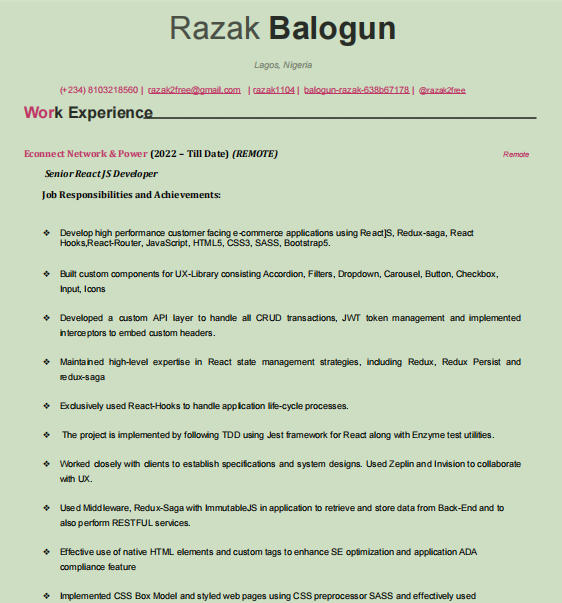 Razak Balogun
Lagos, Nigeria
(+234) 8103218560 | razak2free@gmail.com | razak1104 | balogun-razak-638b67178 | @razak2free
Work Experience
Econnect Network & Power (2022 – Till Date) (REMOTE) Remote
Senior React JS Developer
Job Responsibilities and Achievements:
❖ Develop high performance customer facing e-commerce applications using ReactJS, Redux-saga, React
Hooks,React-Router, JavaScript, HTML5, CSS3, SASS, Bootstrap5.
❖ Built custom components for UX-Library consisting Accordion, Filters, Dropdown, Carousel, Button, Checkbox,
Input, Icons
❖ Developed a custom API layer to handle all CRUD transactions, JWT token management and implemented
interceptors to embed custom headers.
❖ Maintained high-level expertise in React state management strategies, including Redux, Redux Persist and
redux-saga
❖ Exclusively used React-Hooks to handle application life-cycle processes.
❖ The project is implemented by following TDD using Jest framework for React along with Enzyme test utilities.
❖ Worked closely with clients to establish specifications and system designs. Used Zeplin and Invision to collaborate
with UX.
❖ Used Middleware, Redux-Saga with ImmutableJS in application to retrieve and store data from Back-End and to
also perform RESTFUL services.
❖ Effective use of native HTML elements and custom tags to enhance SE optimization and application ADA
compliance feature
❖ Implemented CSS Box Model and styled web pages using CSS preprocessor SASS and effectively used